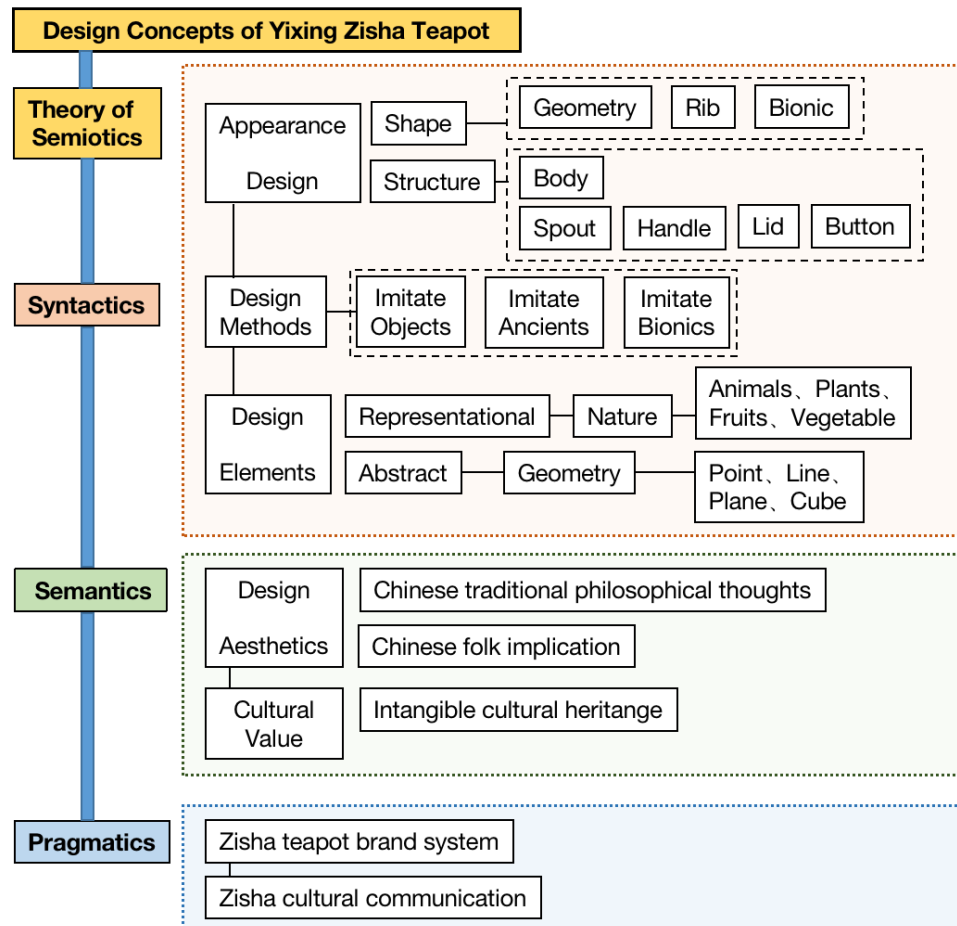 Design Concepts of Yixing Zisha Teapot
Theory of
Semiotics
Appearance
Design
Shape
Geometry
Rib
Bionic
Structure
Body
Spout
Handle
Lid
Button
Syntactics
Design
Methods
Imitate
Objects
Imitate
Ancients
Imitate
Bionics
Design
Elements
Representational
Nature
Animals、Plants、
Fruits、Vegetable
Abstract
Geometry
Point、Line、
Plane、Cube
Semantics
Design
Aesthetics
Chinese traditional philosophical thoughts
Chinese folk implication
Cultural
Value
Intangible cultural heritange
Pragmatics
Zisha teapot brand system
Zisha cultural communication